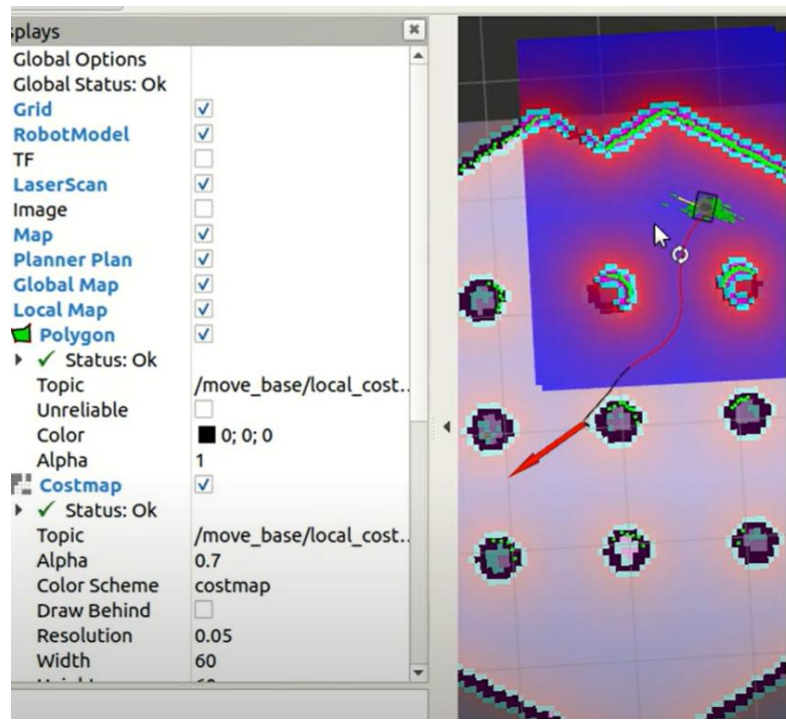 splays
Global Options
Global Status: Ok
Grid
RobotModel
TF
LaserScan
Image
Map
Planner Plan
Global Map
Local Map
Polygon
Status: Ok
Topic /move_base/local_cost..
Unreliable
Color 0; 0; 0
Alpha 1
Costmap
Status: Ok
Topic /move_base/local_cost..
Alpha 0.7
Color Scheme costmap
Draw Behind
Resolution 0.05
Width 60